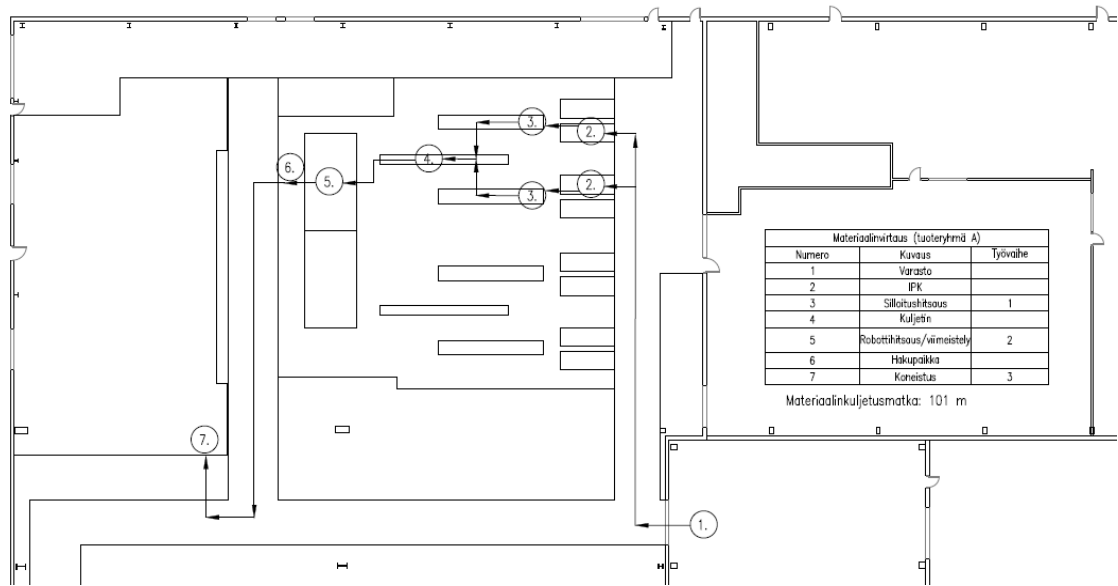 3.
2.
4.
6.
5.
2.
3.
Materiaalinvirtaus (tuoteryhmä A)
Numero Kuvaus Työvaihe
1 Varasto
2 IPK
3 Silloitushitsaus 1
4 Kuljetin
5 Robottihitsaus/viimeistely 2
6 Hakupaikka
7 Koneistus 3
Materiaalinkuljetusmatka: 101 m
7.
1.